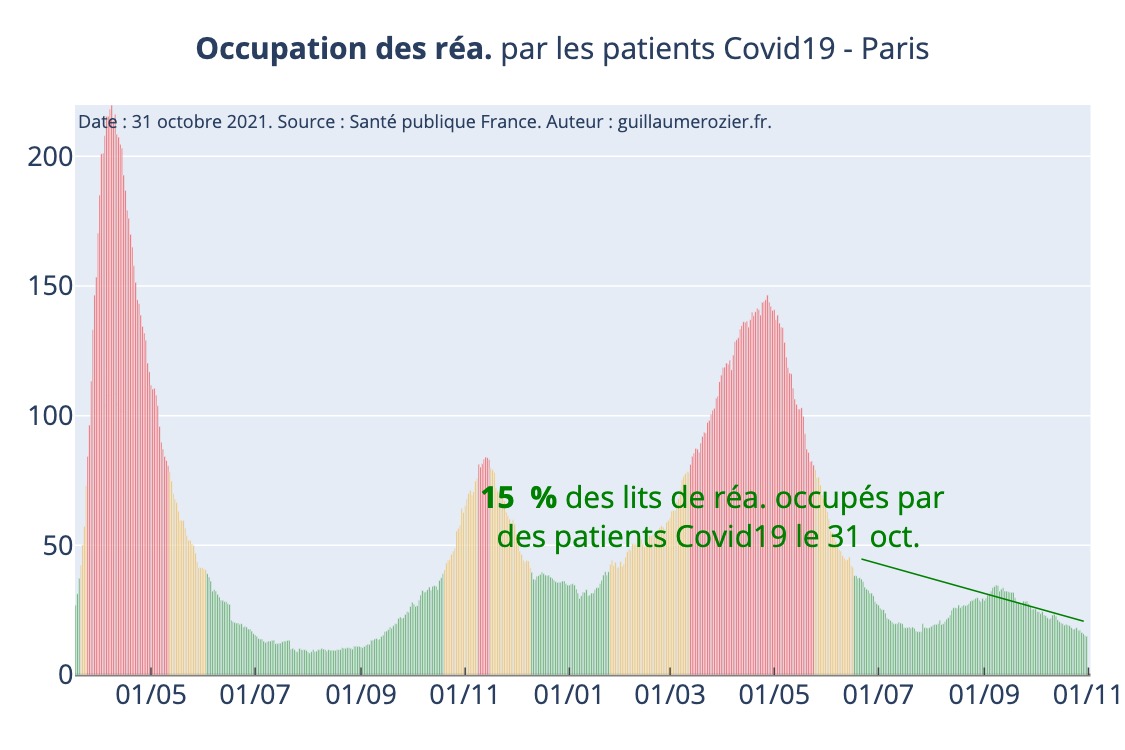 Occupation des réa. par les patients Covid19 - Paris
Date : 31 octobre 2021. Source : Santé publique France. Auteur : guillaumerozier.fr.
200
150
100
15 % des lits de réa. occupés par
des patients Covid19 le 31 oct.
50
0
01/05 01/07 01/09 01/11 01/01 01/03 01/05 01/07 01/09 01/11